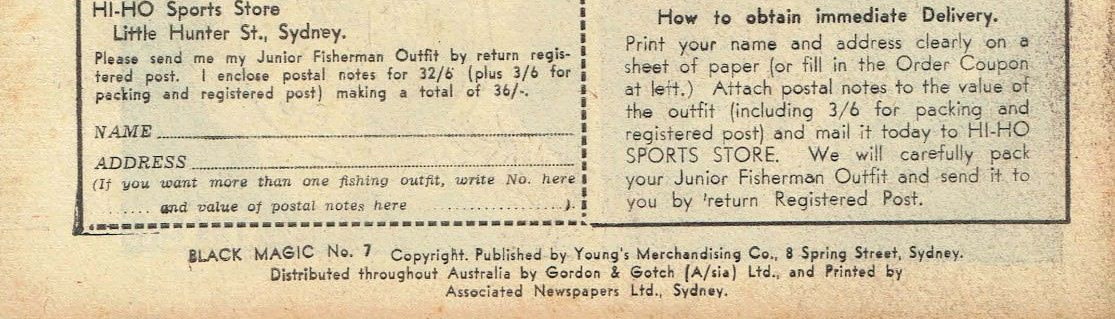 HI-HO Sports Store
Little Hunter St., Sydney.
Please send me my Junior Fisherman Outfit by return regis-
tered post. I enclose postal notes for 32/6 (plus 3/6 for
packing and registered post) making a total of 36/-.
NAME
ADDRESS
(If you want more than one fishing outfit, write No. here
....... and value of postal notes here ...................).
How to obtain immediate Delivery.
Print your name and address clearly on a
sheet of paper (or fill in the Order Coupon
at left.) Attach postal notes to the value of
the outfit (including 3/6 for packing and
registered post) and mail it today to HI-HO
SPORTS STORE. We will carefully pack
your Junior Fisherman Outfit and send it to
you by 'return Registered Post.
BLACK MAGIC No. 7 Copyright. Published by Young's Merchandising Co., 8 Spring Street, Sydney.
Distributed throughout Australia by Gordon & Gotch (A/sia) Ltd., and Printed by
Associated Newspapers Ltd., Sydney.